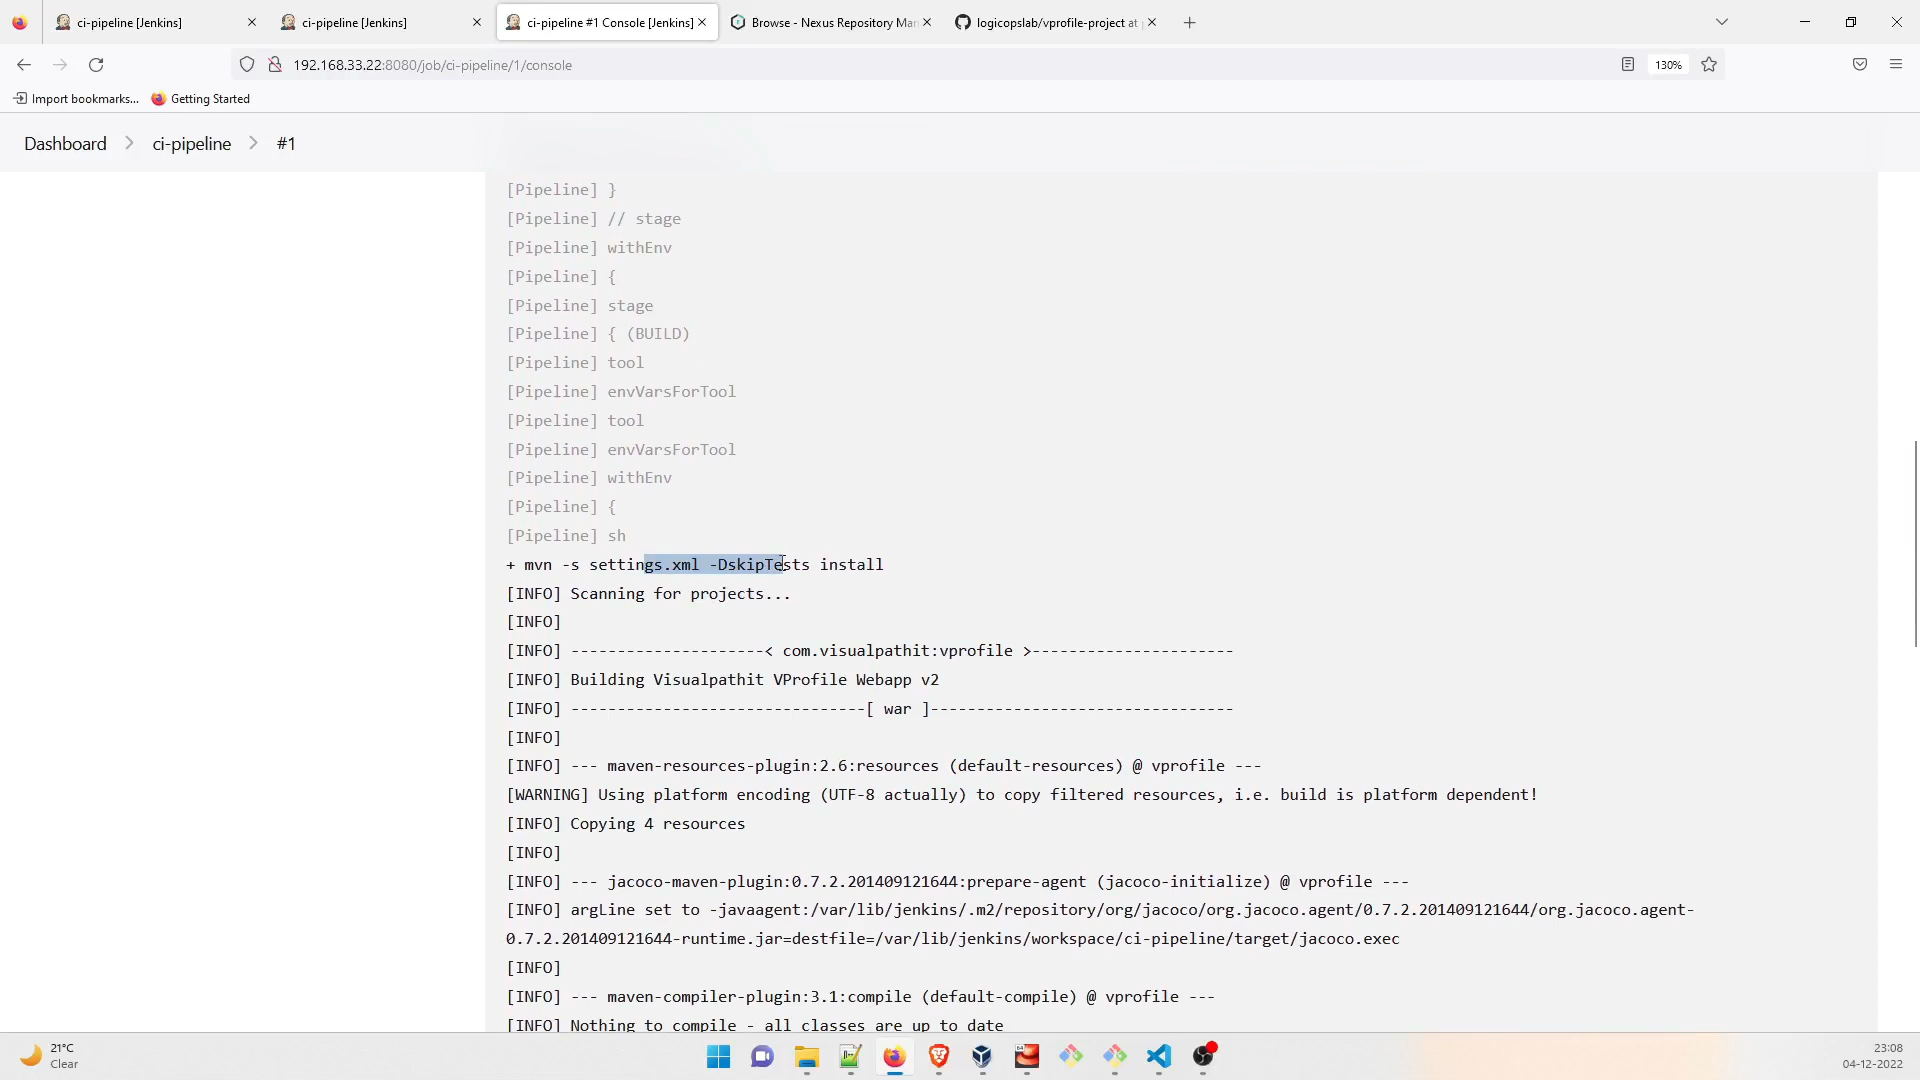 ci-pipeline [Jenkins]
ci-pipeline [Jenkins]
ci-pipeline #1 Console [Jenkins]
Browse - Nexus Repository Man
logicopslab/vprofile-project at
192.168.33.22:8080/job/ci-pipeline/1/console
130%
Import bookmarks...
Getting Started
Dashboard
ci-pipeline
#1
[Pipeline] }
[Pipeline] // stage
[Pipeline] withEnv
[Pipeline] {
[Pipeline] stage
[Pipeline] { (BUILD)
[Pipeline] tool
[Pipeline] envVarsForTool
[Pipeline] tool
[Pipeline] envVarsForTool
[Pipeline] withEnv
[Pipeline] {
[Pipeline] sh
+ mvn -s settings.xml -DskipTests install
[INFO] Scanning for projects...
[INFO]
[INFO] ---------------------< com.visualpathit:vprofile >----------------------
[INFO] Building Visualpathit VProfile Webapp v2
[INFO] --------------------------------[ war ]---------------------------------
[INFO]
[INFO] --- maven-resources-plugin:2.6:resources (default-resources) @ vprofile ---
[WARNING] Using platform encoding (UTF-8 actually) to copy filtered resources, i.e. build is platform dependent!
[INFO] Copying 4 resources
[INFO]
[INFO] --- jacoco-maven-plugin:0.7.2.201409121644:prepare-agent (jacoco-initialize) @ vprofile ---
[INFO] argLine set to -javaagent:/var/lib/jenkins/.m2/repository/org/jacoco/org.jacoco.agent/0.7.2.201409121644/org.jacoco.agent-
0.7.2.201409121644-runtime.jar=destfile=/var/lib/jenkins/workspace/ci-pipeline/target/jacoco.exec
[INFO]
[INFO] --- maven-compiler-plugin:3.1:compile (default-compile) @ vprofile ---
[INFO] Nothing to compile - all classes are up to date
21°C
Clear
23:08
04-12-2022